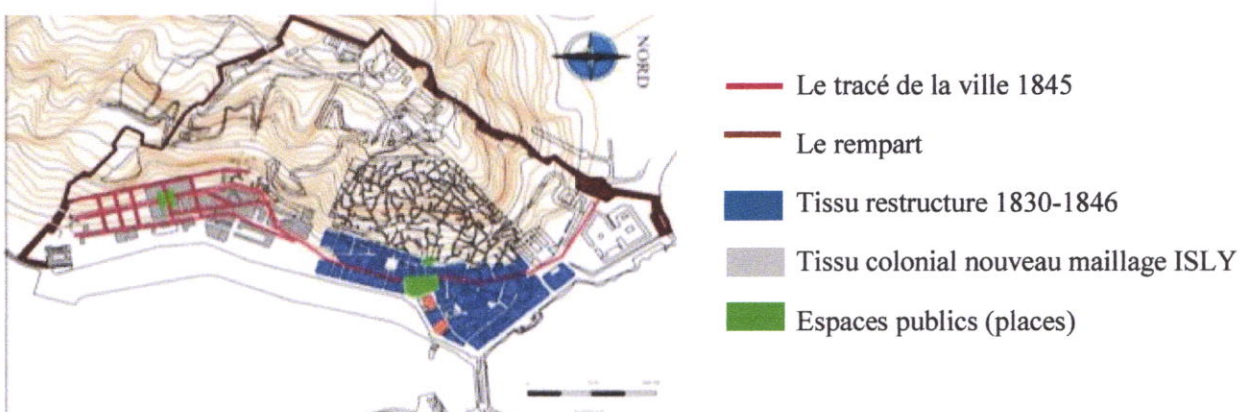 NORD
Le tracé de la ville 1845
Le rempart
Tissu restructure 1830-1846
Tissu colonial nouveau maillage ISLY
Espaces publics (places)